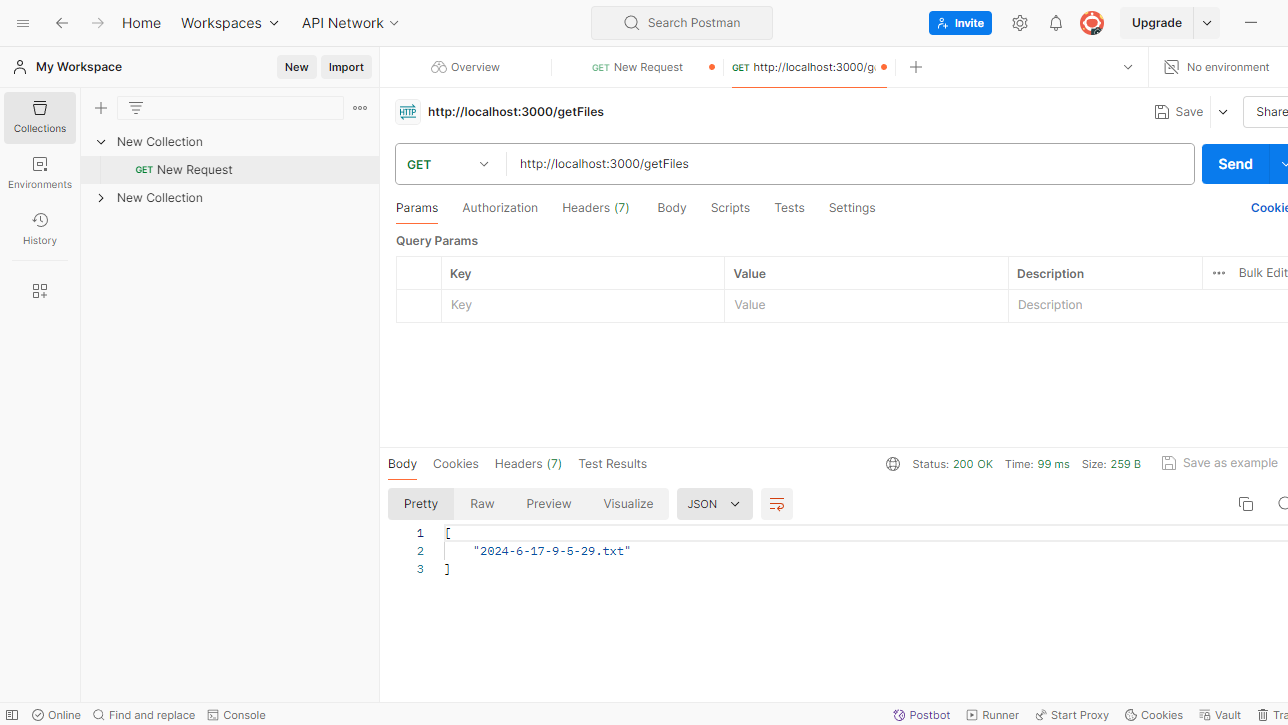 Home Workspaces API Network Search Postman Invite Upgrade
My Workspace New Import Overview GET New Request GET http://localhost:3000/g No environment
Collections
Environments
History
New Collection
GET New Request
New Collection
HTTP http://localhost:3000/getFiles Save Share
GET http://localhost:3000/getFiles Send
Params Authorization Headers (7) Body Scripts Tests Settings Cookie
Query Params
Key Value Description Bulk Edit
Key Value Description
Body Cookies Headers (7) Test Results Status: 200 OK Time: 99 ms Size: 259 B Save as example
Pretty Raw Preview Visualize JSON
1 [
2 "2024-6-17-9-5-29.txt"
3 ]
Online Find and replace Console Postbot Runner Start Proxy Cookies Vault Tra